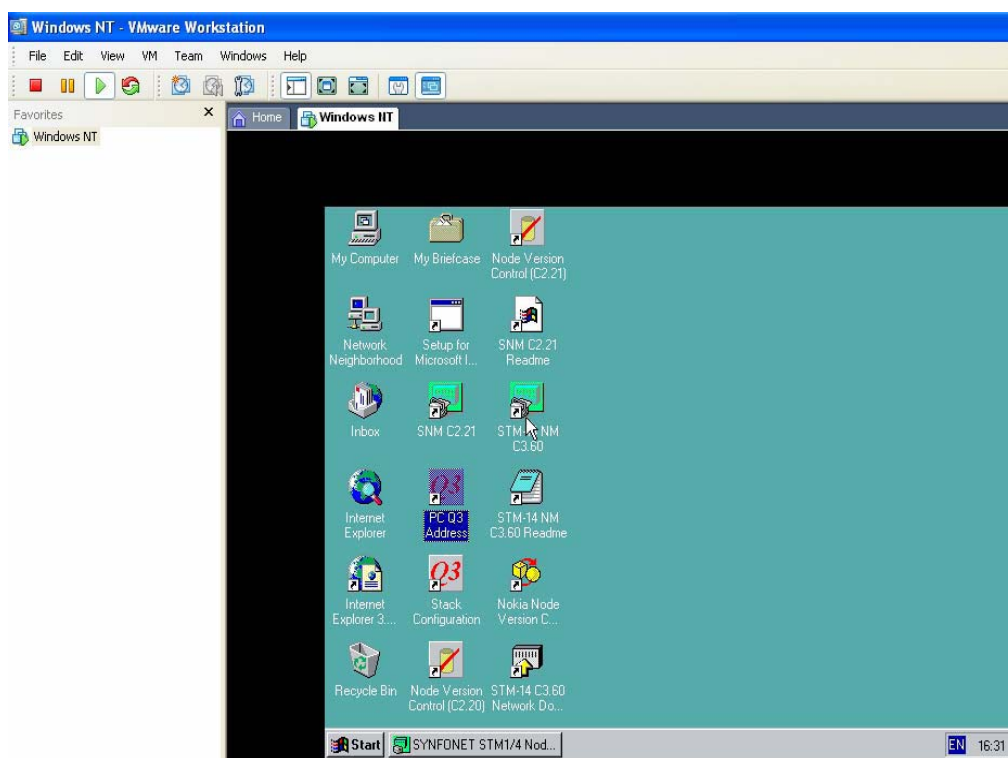 Windows NT - VMware Workstation
File Edit View VM Team Windows Help
Favorites
Windows NT
Home Windows NT
My Computer
My Briefcase
Node Version
Control (C2.21)
Network
Neighborhood
Setup for
Microsoft I...
SNM C2.21
Readme
Inbox
SNM C2.21
NM
C3.60
Internet
Explorer
PC Q3
Address
STM-14 NM
C3.60 Readme
Internet
Explorer 3....
Q3
Stack
Configuration
Nokia Node
Version C...
Recycle Bin
Node Version
Control (C2.20)
STM-14 C3.60
Network Do...
Start SYNFONET STM1/4 Nod... EN 16:31